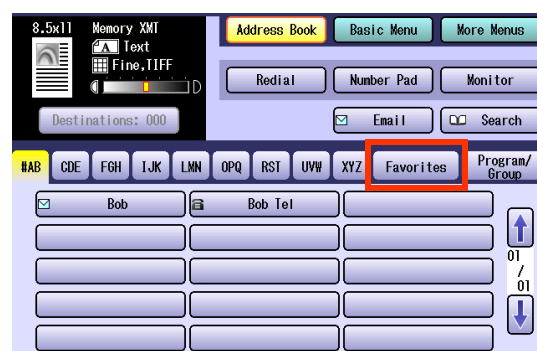 8.5x11 Memory XMT
A Text
Fine,TIFF
D
Destinations: 000
Address Book Basic Menu More Menus
Redial Number Pad Monitor
Email Search
#AB CDE FGH IJK LMN OPQ RST UVW XYZ Favorites Program/
Group
Bob Bob Tel
01
/
01